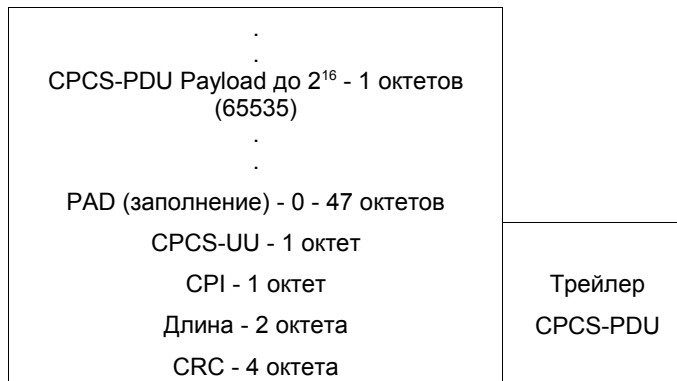 .
.
CPCS-PDU Payload до 2¹⁶ - 1 октетов
(65535)
.
.
PAD (заполнение) - 0 - 47 октетов
CPCS-UU - 1 октет
CPI - 1 октет
Длина - 2 октета
CRC - 4 октета
Трейлер
CPCS-PDU